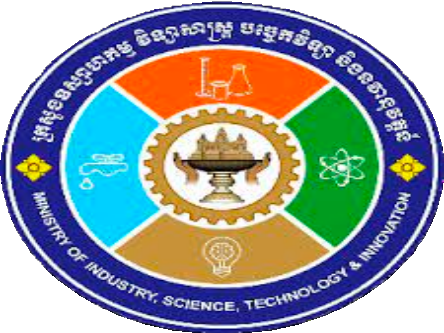 ក្រសួងឧស្សាហកម្ម វិទ្យាសាស្ត្រ បច្ចេកវិទ្យា និងនវានុវត្តន៍
MINISTRY OF INDUSTRY, SCIENCE, TECHNOLOGY & INNOVATION